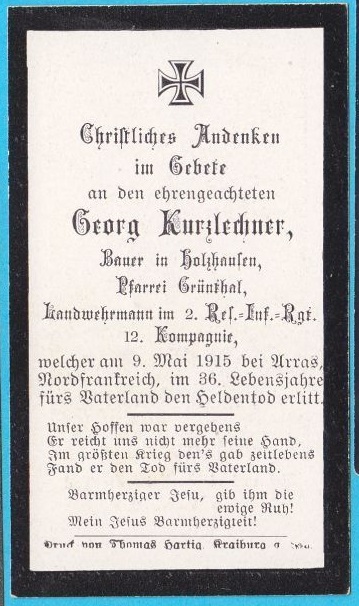 Christliches Andenken
im Gebete
an den ehrengeachteten
Georg Kurzlechner,
Bauer in Holzhausen,
Pfarrei Grünthal,
Landwehrmann im 2. Res.-Inf.-Rgt.
12. Kompagnie,
welcher am 9. Mai 1915 bei Arras,
Nordfrankreich, im 36. Lebensjahre
fürs Vaterland den Heldentod erlitt.
Unser Hoffen war vergebens
Er reicht uns nicht mehr seine Hand,
Im größten Krieg den's gab zeitlebens
Fand er den Tod fürs Vaterland.
Barmherziger Jesu, gib ihm die
ewige Ruh!
Mein Jesus Barmherzigkeit!
Druck von Thomas Hartig, Kraiburg a.